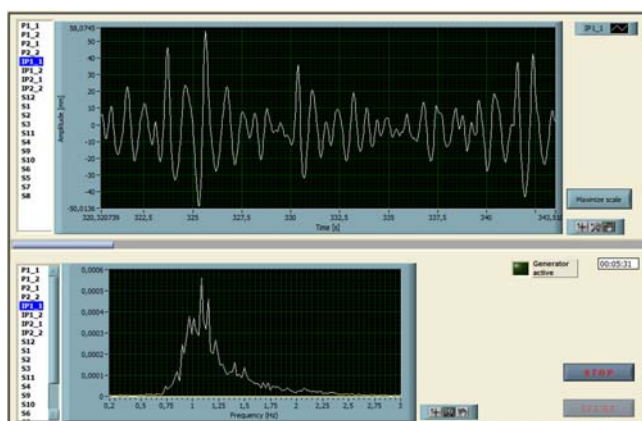 P1_1
P1_2
P2_1
P2_2
IP1_1
IP1_2
IP2_1
IP2_2
S12
S1
S2
S3
S11
S4
S9
S10
S6
S5
S7
S8
58,0745
50
40
30
20
10
0
-10
-20
-30
-40
-50,0136
Amplitude [mm]
320,320739
322,5
325
327,5
330
332,5
335
337,5
340
343,510
Time [s]
IP1_1
Maximize scale
P1_1
P1_2
P2_1
P2_2
IP1_1
IP1_2
IP2_1
IP2_2
S12
S1
S2
S3
S11
S4
S9
S10
S6
0,0006
0,0005
0,0004
0,0003
0,0002
0,0001
0
0,2
0,5
0,75
1
1,25
1,5
1,75
2
2,25
2,5
2,75
3
Frequency (Hz)
Generator
active
00:05:31
STOP